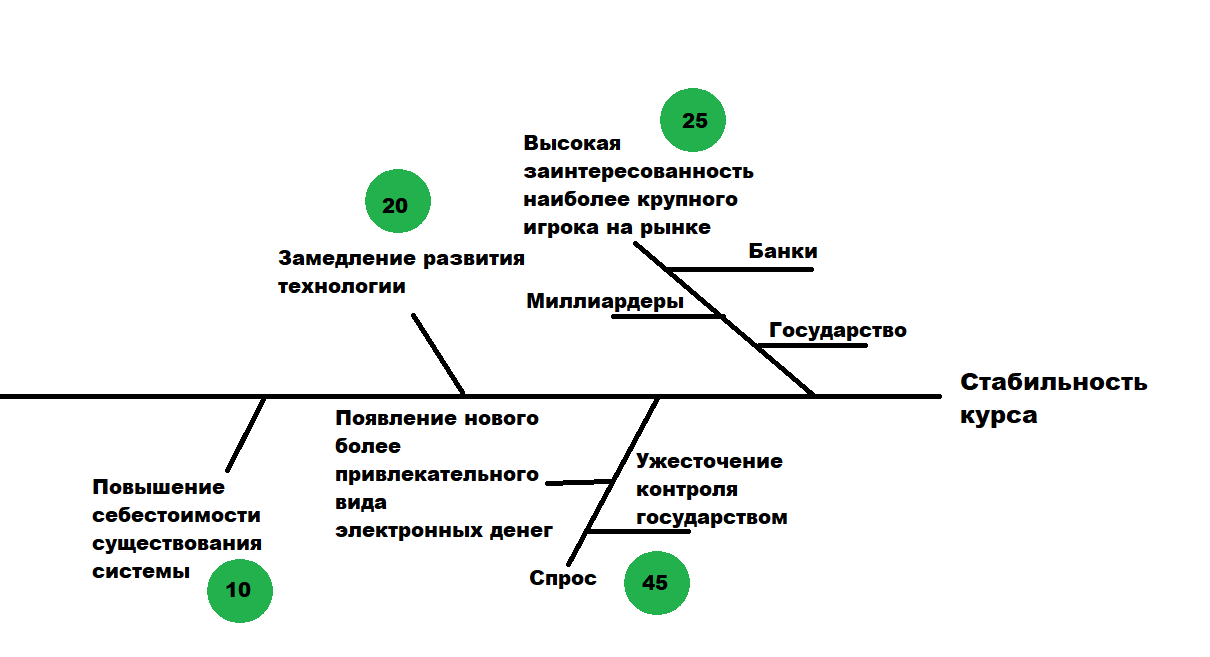 25
Высокая
заинтересованность
наиболее крупного
игрока на рынке
20
Замедление развития
технологии
Банки
Миллиардеры
Государство
Стабильность
курса
Появление нового
более
привлекательного
вида
электронных денег
Ужесточение
контроля
государством
Повышение
себестоимости
существования
системы
10
Спрос
45